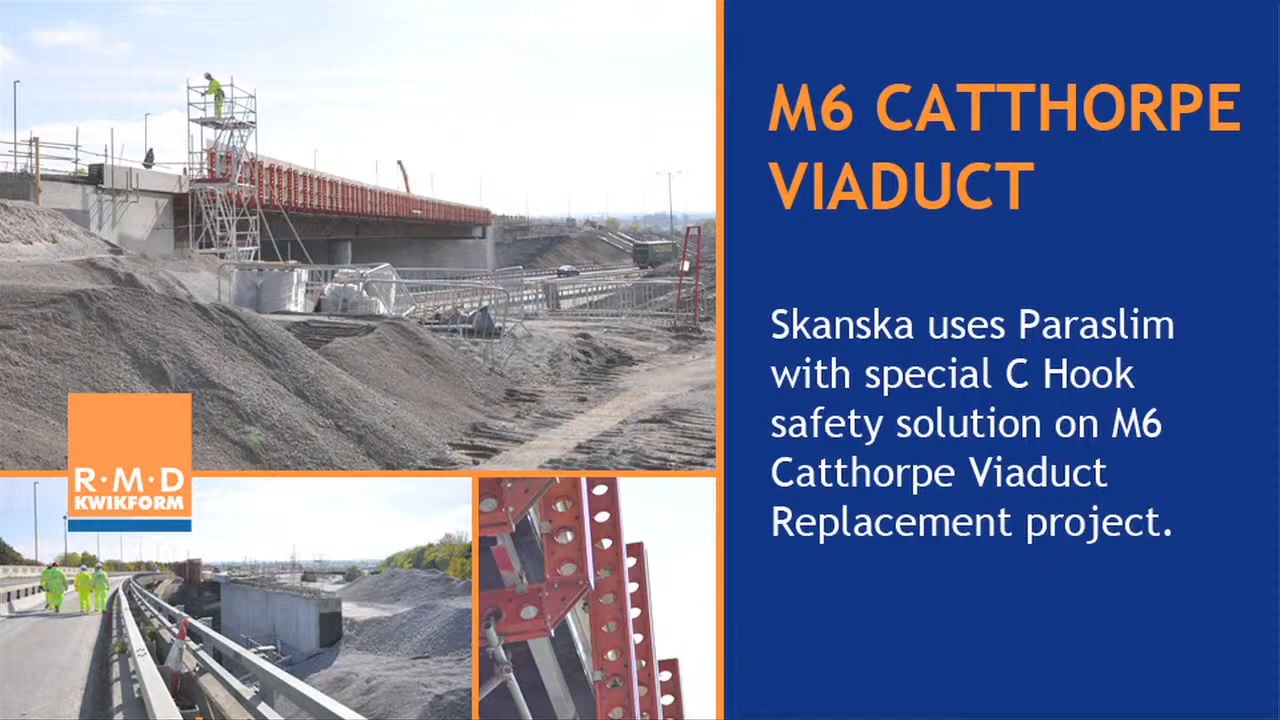 M6 CATTHORPE
VIADUCT
Skanska uses Paraslim
with special C Hook
safety solution on M6
Catthorpe Viaduct
Replacement project.
R·M·D
KWIKFORM